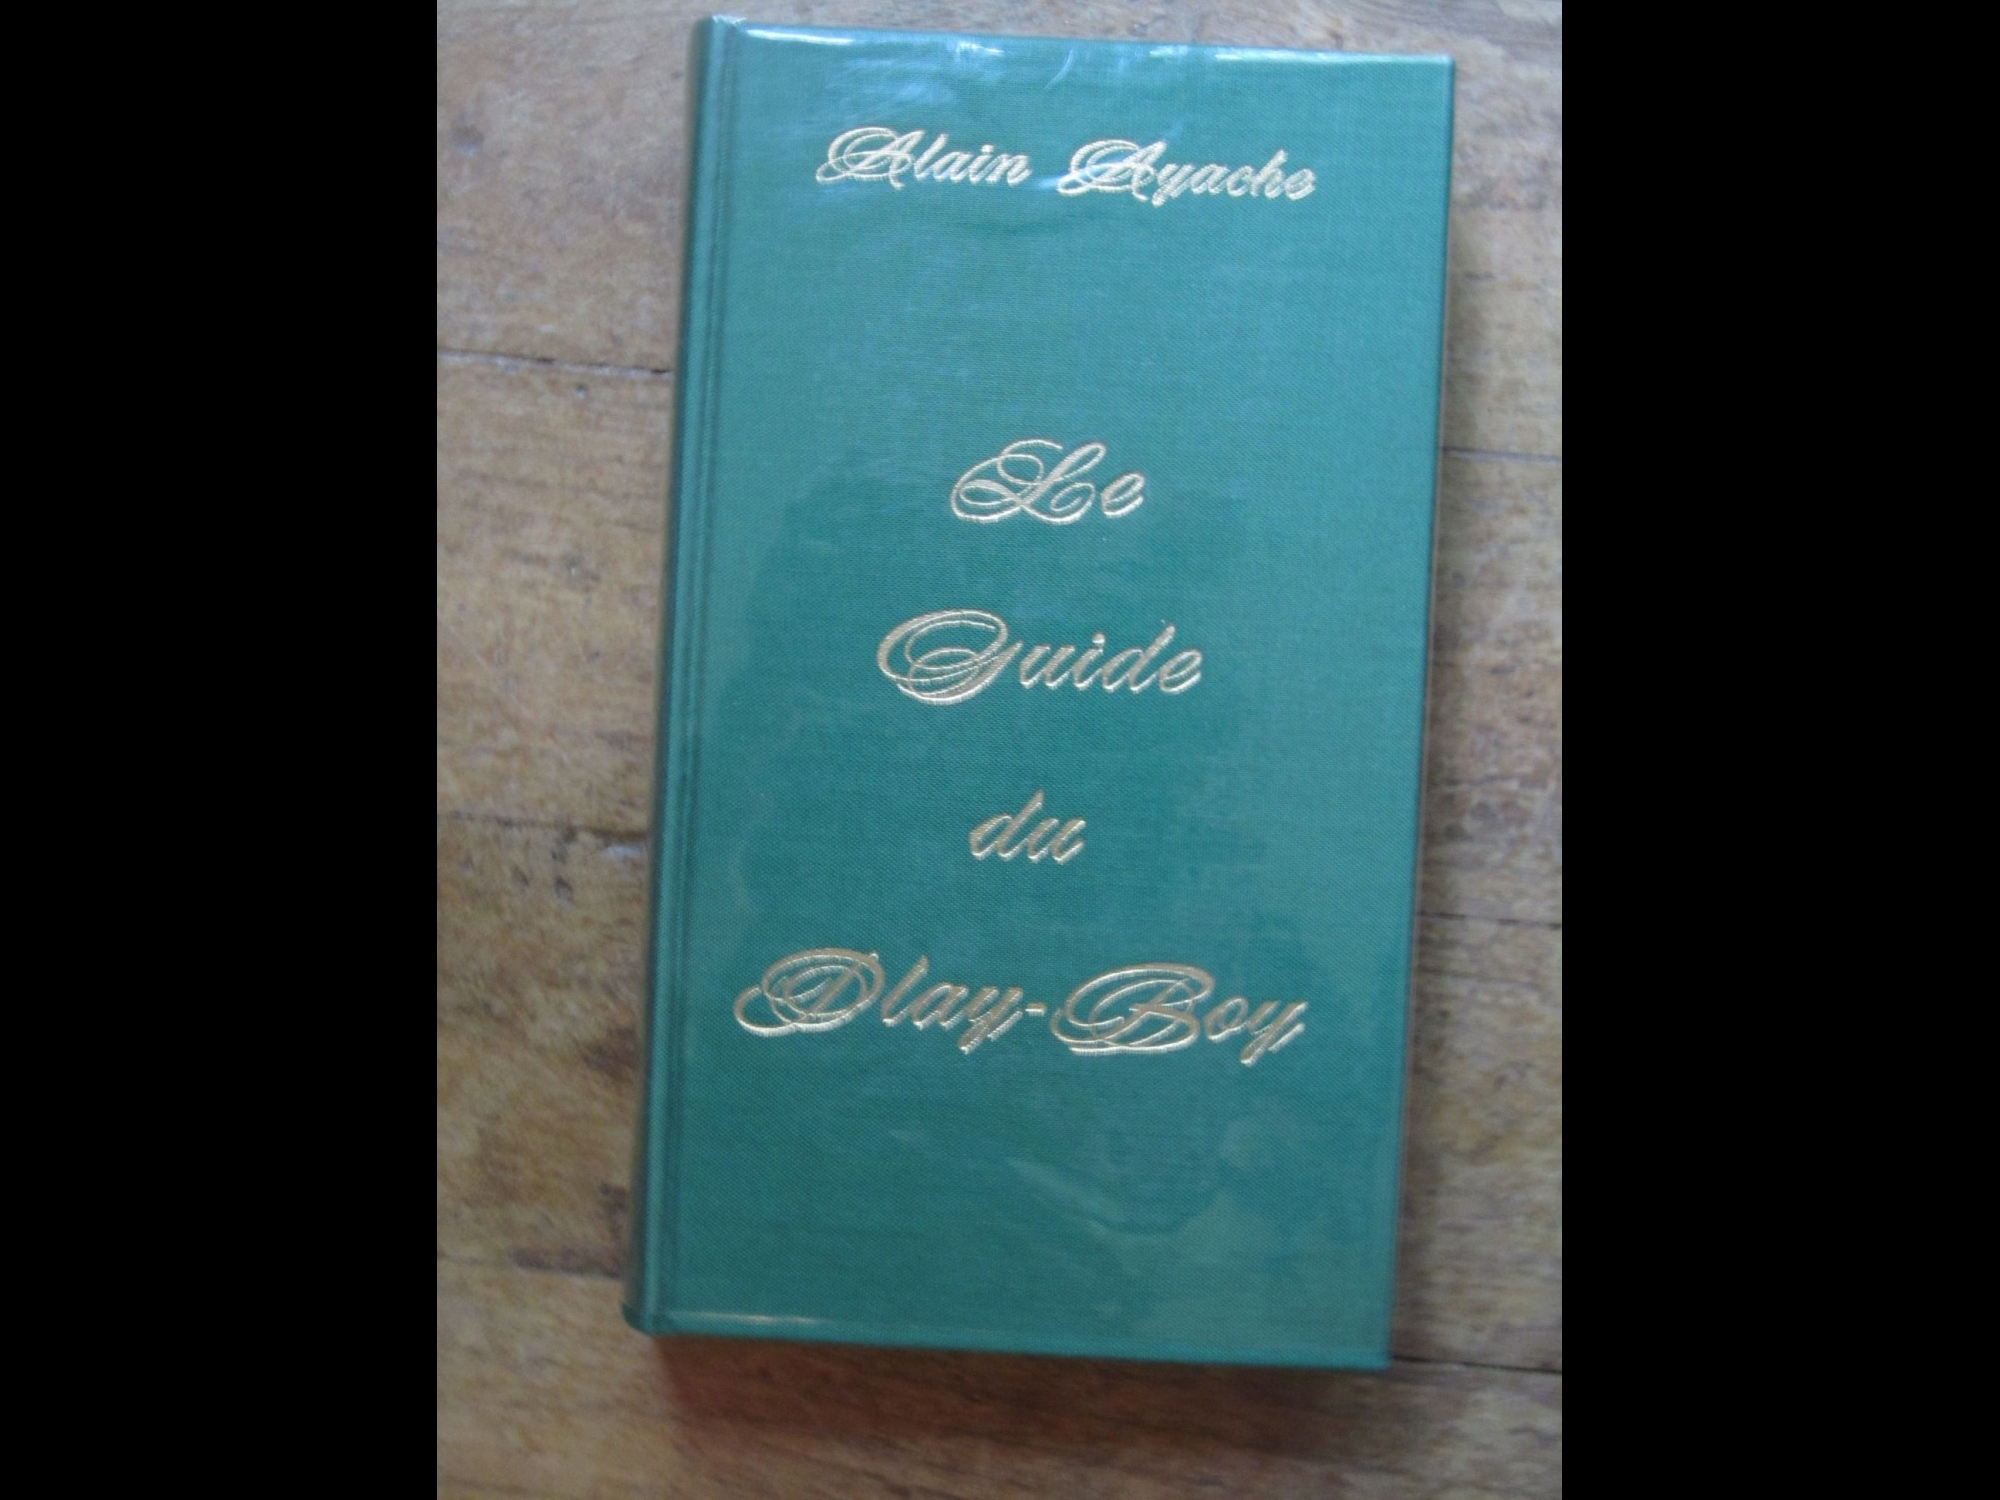 Alain Ayache
Le
Guide
du
Play-Boy